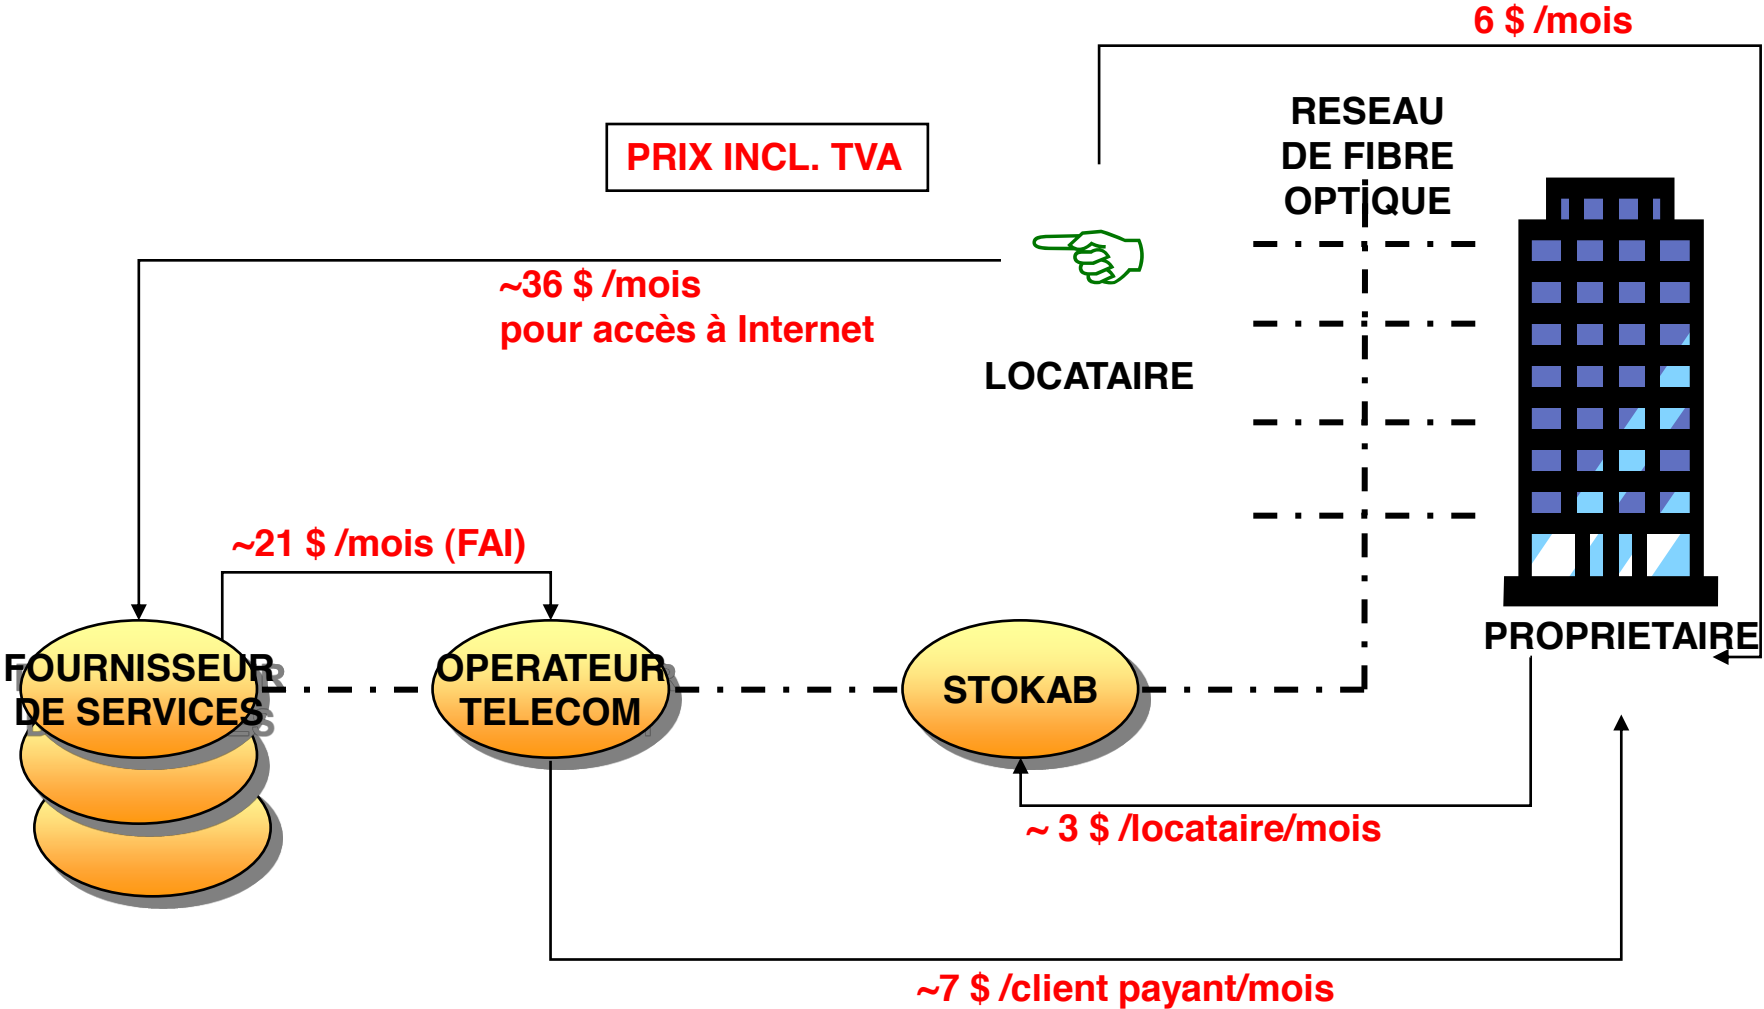 6 $ /mois
RESEAU
DE FIBRE
OPTIQUE
PRIX INCL. TVA
~36 $ /mois
pour accès à Internet
LOCATAIRE
~21 $ /mois (FAI)
PROPRIETAIRE
FOURNISSEUR
DE SERVICES
OPERATEUR
TELECOM
STOKAB
~ 3 $ /locataire/mois
~7 $ /client payant/mois